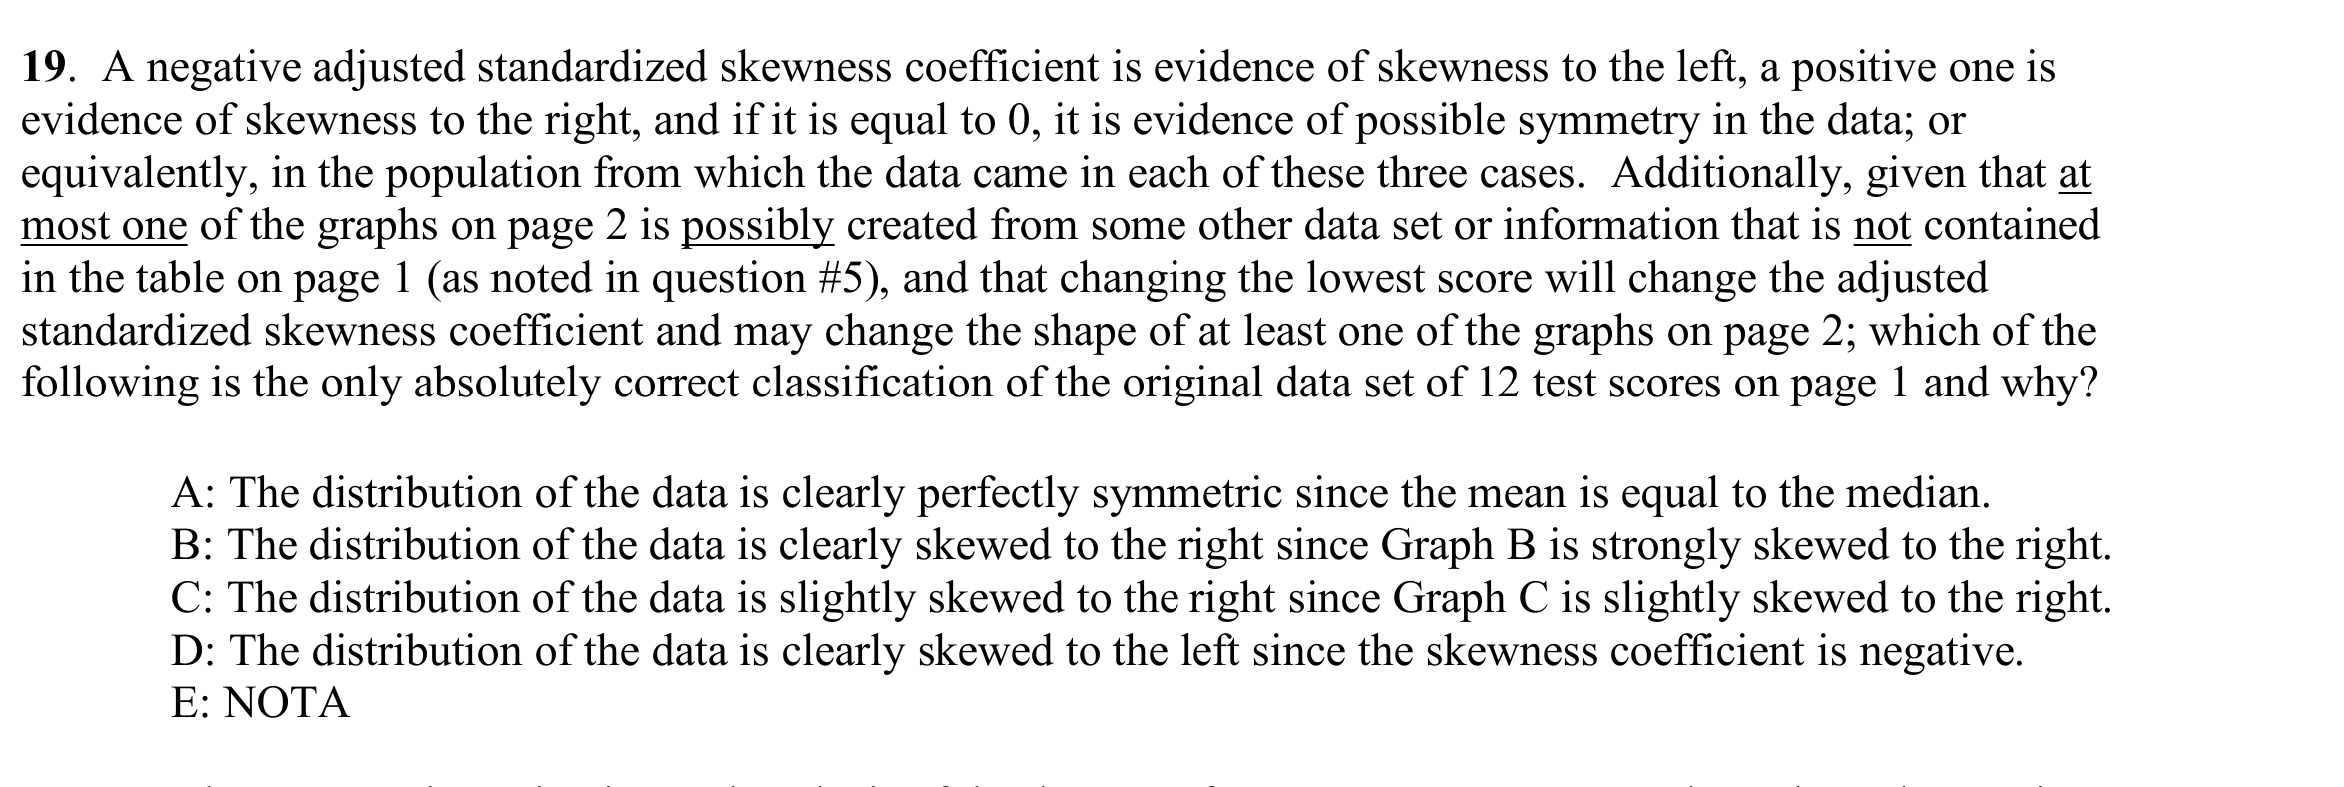 19. A negative adjusted standardized skewness coefficient is evidence of skewness to the left, a positive one is
evidence of skewness to the right, and if it is equal to 0, it is evidence of possible symmetry in the data; or
equivalently, in the population from which the data came in each of these three cases. Additionally, given that at
most one of the graphs on page 2 is possibly created from some other data set or information that is not contained
in the table on page 1 (as noted in question #5), and that changing the lowest score will change the adjusted
standardized skewness coefficient and may change the shape of at least one of the graphs on page 2; which of the
following is the only absolutely correct classification of the original data set of 12 test scores on page 1 and why?
A: The distribution of the data is clearly perfectly symmetric since the mean is equal to the median.
B: The distribution of the data is clearly skewed to the right since Graph B is strongly skewed to the right.
C: The distribution of the data is slightly skewed to the right since Graph C is slightly skewed to the right.
D: The distribution of the data is clearly skewed to the left since the skewness coefficient is negative.
E: NOTA